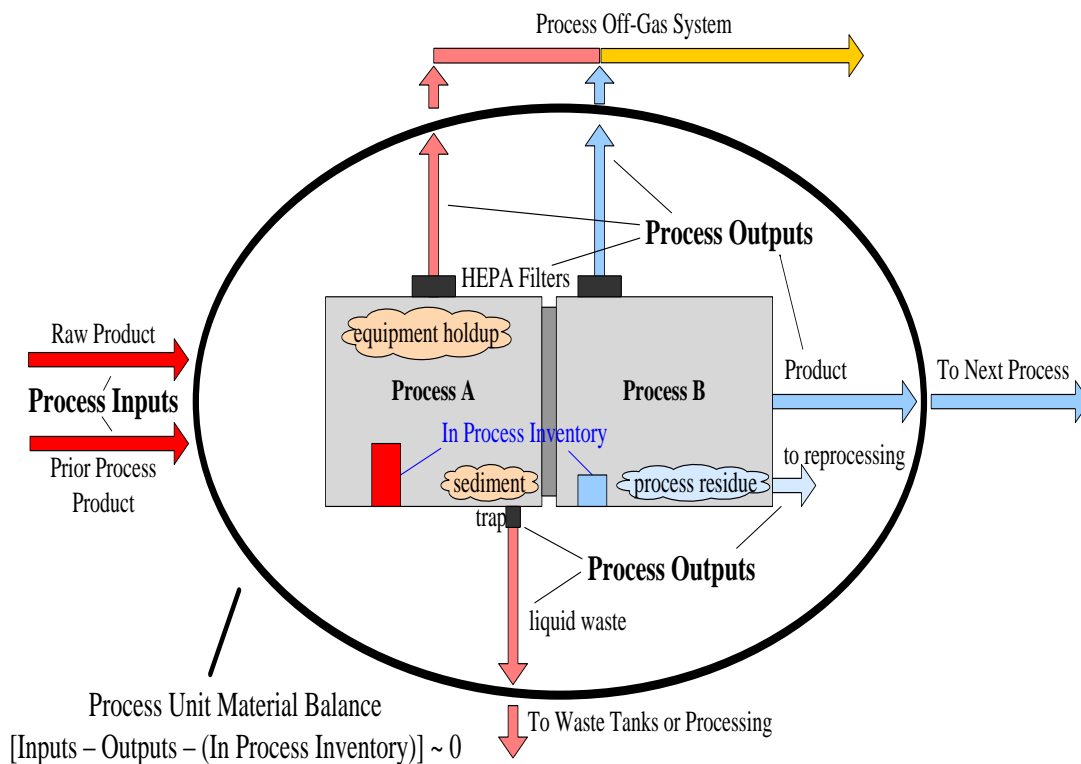 Process Off-Gas System
Process Outputs
HEPA Filters
equipment holdup
Raw Product
Process Inputs
Prior Process
Product
Process A
Process B
Product
To Next Process
In Process Inventory
to reprocessing
sediment
trap
process residue
Process Outputs
liquid waste
Process Unit Material Balance
[Inputs – Outputs – (In Process Inventory)] ~ 0
To Waste Tanks or Processing